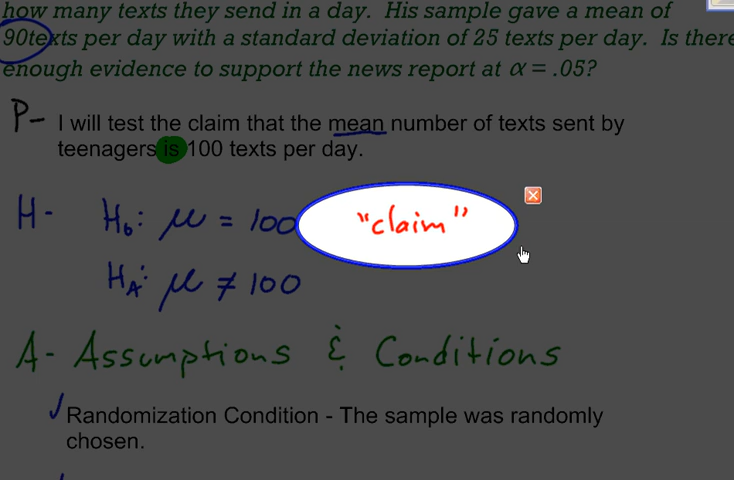 how many texts they send in a day. His sample gave a mean of
90texts per day with a standard deviation of 25 texts per day. Is there
enough evidence to support the news report at α = .05?
P- I will test the claim that the mean number of texts sent by
teenagers is 100 texts per day.
H- H₀: μ = 100 "claim"
H_A: μ ≠ 100
A- Assumptions & Conditions
✓ Randomization Condition - The sample was randomly
chosen.